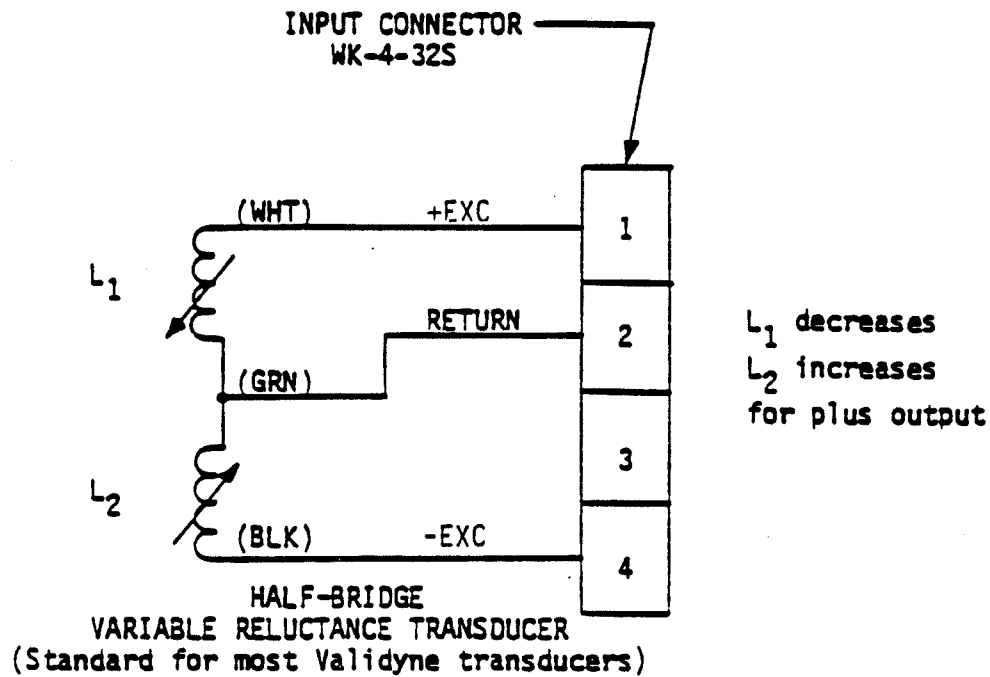 INPUT CONNECTOR
WK-4-32S
(WHT)
+EXC
1
L1
RETURN
2
L1 decreases
L2 increases
for plus output
(GRN)
3
L2
(BLK)
-EXC
4
HALF-BRIDGE
VARIABLE RELUCTANCE TRANSDUCER
(Standard for most Validyne transducers)